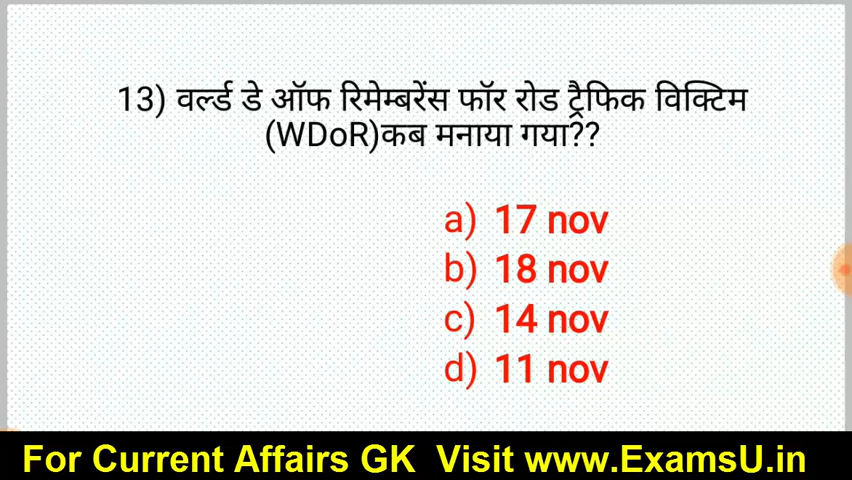 13) वर्ल्ड डे ऑफ रिमेम्बरेंस फॉर रोड ट्रैफिक विक्टिम
(WDoR)कब मनाया गया??
a) 17 nov
b) 18 nov
c) 14 nov
d) 11 nov
For Current Affairs GK Visit www.ExamsU.in